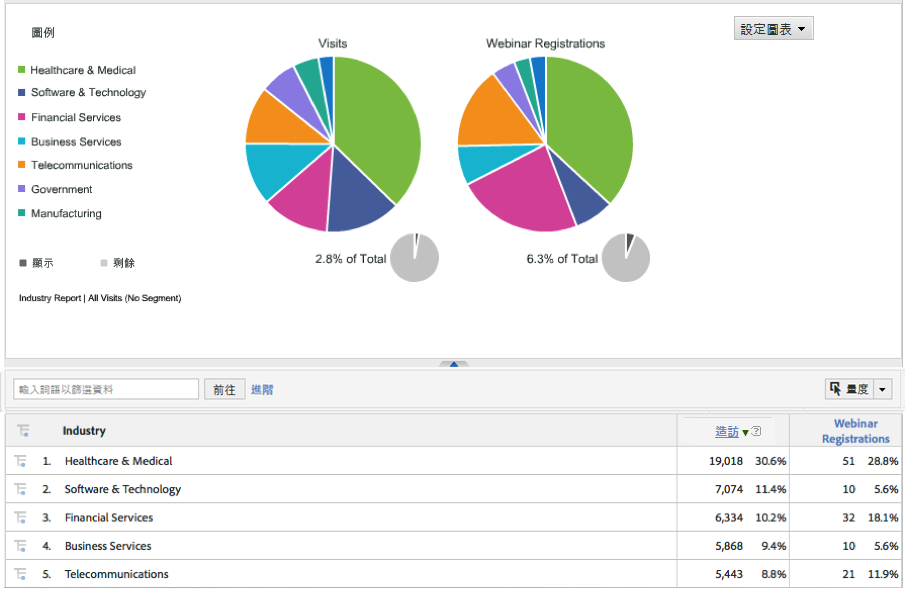 圖例
設定圖表
Visits
Webinar Registrations
Healthcare & Medical
Software & Technology
Financial Services
Business Services
Telecommunications
Government
Manufacturing
顯示
剩餘
2.8% of Total
6.3% of Total
Industry Report | All Visits (No Segment)
輸入詞語以篩選資料
前往
進階
量度
Industry
造訪
Webinar
Registrations
1. Healthcare & Medical 19,018 30.6% 51 28.8%
2. Software & Technology 7,074 11.4% 10 5.6%
3. Financial Services 6,334 10.2% 32 18.1%
4. Business Services 5,868 9.4% 10 5.6%
5. Telecommunications 5,443 8.8% 21 11.9%